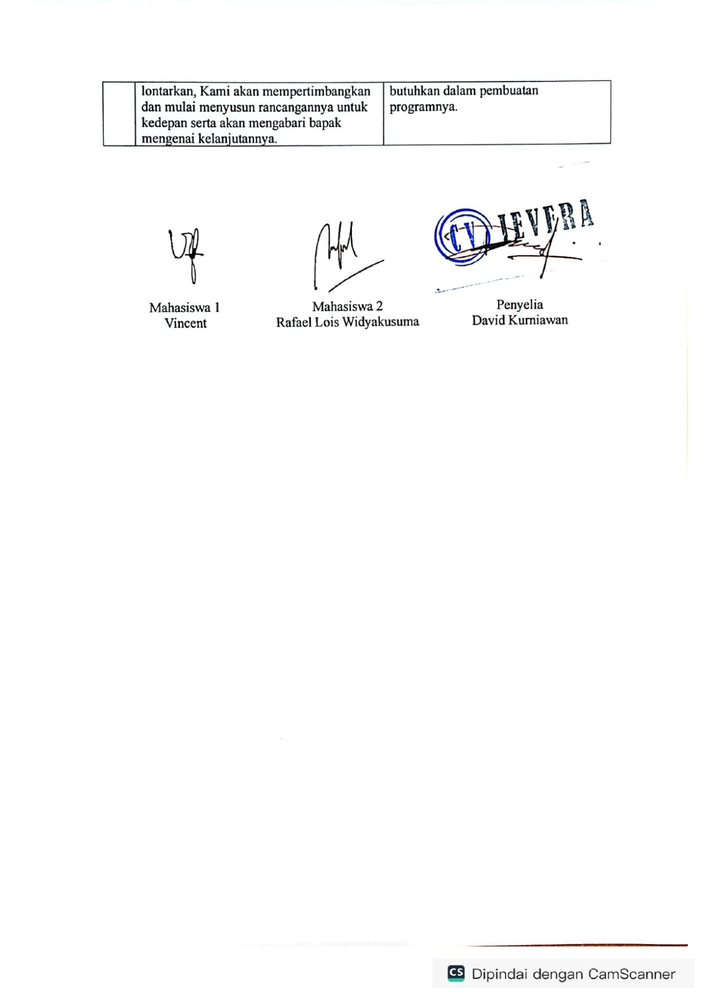 lontarkan, Kami akan mempertimbangkan
dan mulai menyusun rancangannya untuk
kedepan serta akan mengabari bapak
mengenai kelanjutannya.
butuhkan dalam pembuatan
programnya.
CV IEVERA
Mahasiswa 1
Vincent
Mahasiswa 2
Rafael Lois Widyakusuma
Penyelia
David Kurniawan
CS Dipindai dengan CamScanner